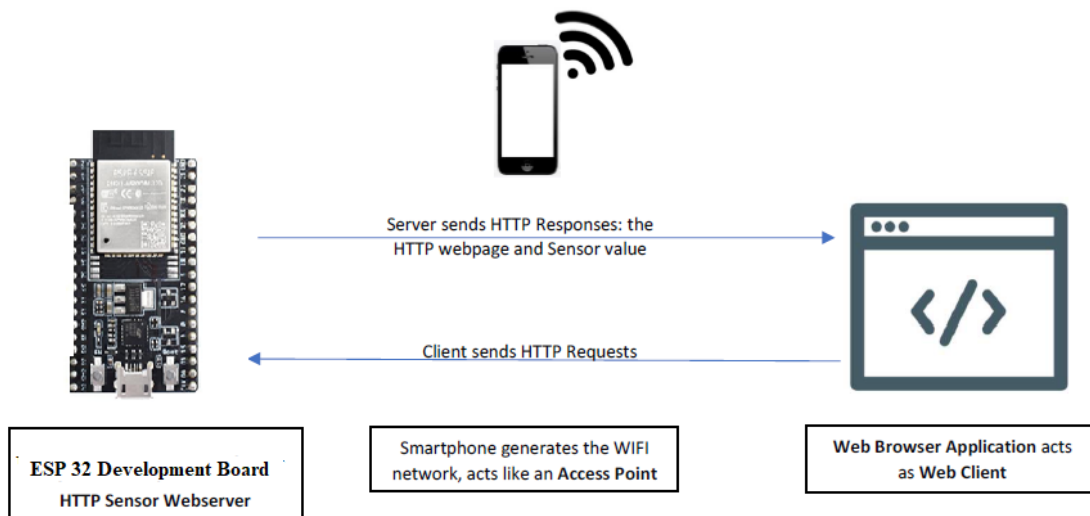 Server sends HTTP Responses: the
HTTP webpage and Sensor value
</>
Client sends HTTP Requests
ESP 32 Development Board
HTTP Sensor Webserver
Smartphone generates the WIFI
network, acts like an Access Point
Web Browser Application acts
as Web Client